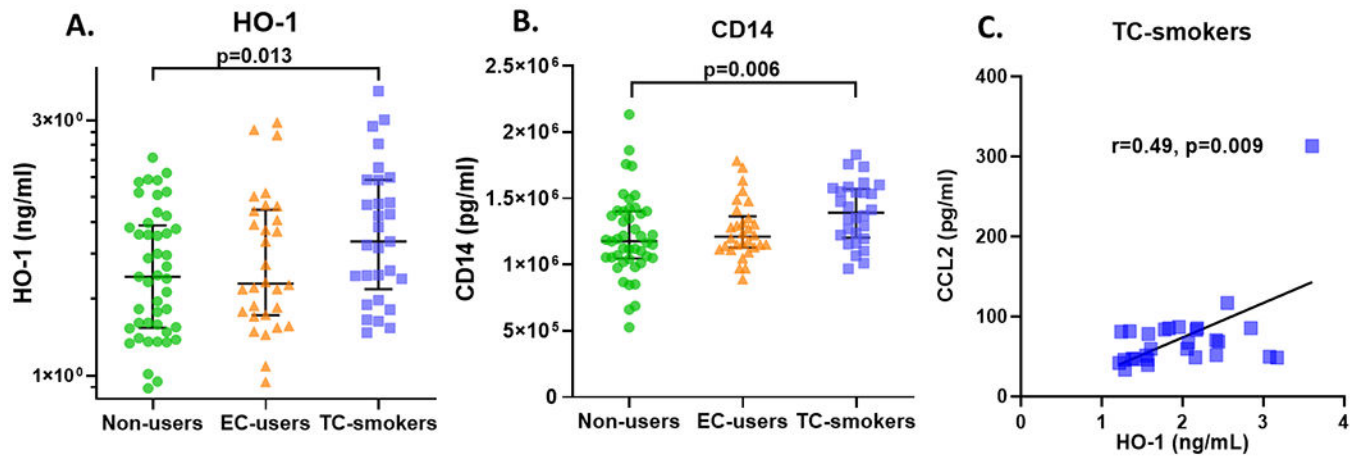 A.
HO-1
p=0.013
HO-1 (ng/ml)
3×10⁰
1×10⁰
Non-users EC-users TC-smokers
B.
CD14
p=0.006
CD14 (pg/ml)
2.5×10⁶
2×10⁶
1.5×10⁶
1×10⁶
5×10⁵
0
Non-users EC-users TC-smokers
C.
TC-smokers
r=0.49, p=0.009
CCL2 (pg/ml)
400
300
200
100
0
0 1 2 3 4
HO-1 (ng/mL)